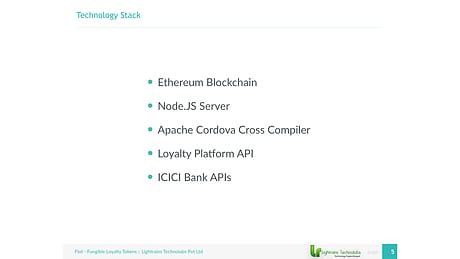 Technology Stack
Ethereum Blockchain
Node.JS Server
Apache Cordova Cross Compiler
Loyalty Platform API
ICICI Bank APIs
Flot - Fungible Loyalty Tokens :: Lightrains Technolabs Pvt Ltd
Lightrains Technolabs
5